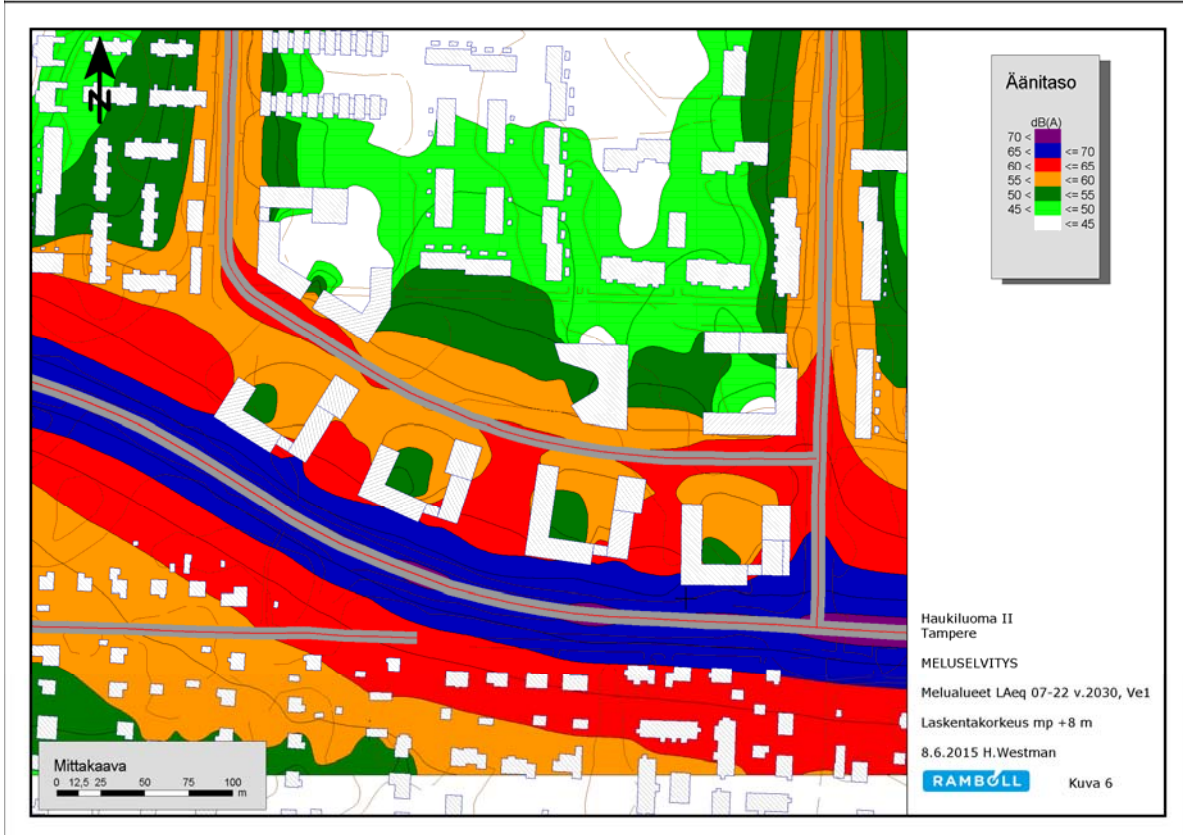 N
Äänitaso
dB(A)
70 <
65 < <= 70
60 < <= 65
55 < <= 60
50 < <= 55
45 < <= 50
<= 45
Haukiluoma II
Tampere
MELUSELVITYS
Melualueet LAeq 07-22 v.2030, Ve1
Laskentakorkeus mp +8 m
8.6.2015 H.Westman
RAMBOLL Kuva 6
Mittakaava
0 12,5 25 50 75 100
m